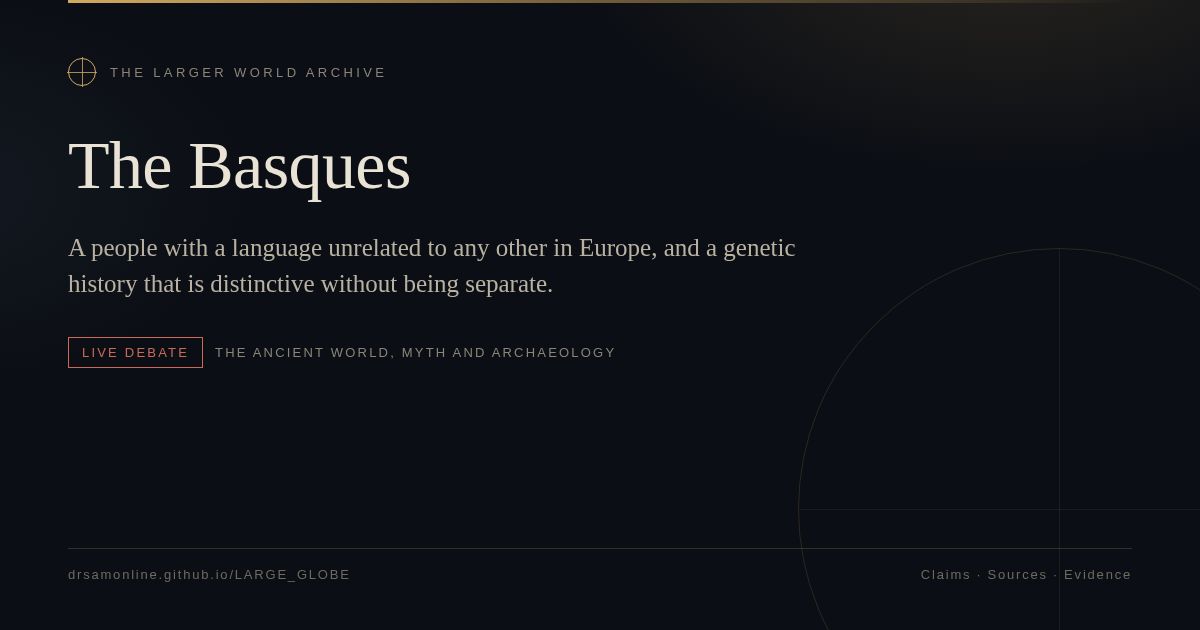 THE LARGER WORLD ARCHIVE
The Basques
A people with a language unrelated to any other in Europe, and a genetic
history that is distinctive without being separate.
LIVE DEBATE THE ANCIENT WORLD, MYTH AND ARCHAEOLOGY
drsamonline.github.io/LARGE_GLOBE
Claims · Sources · Evidence